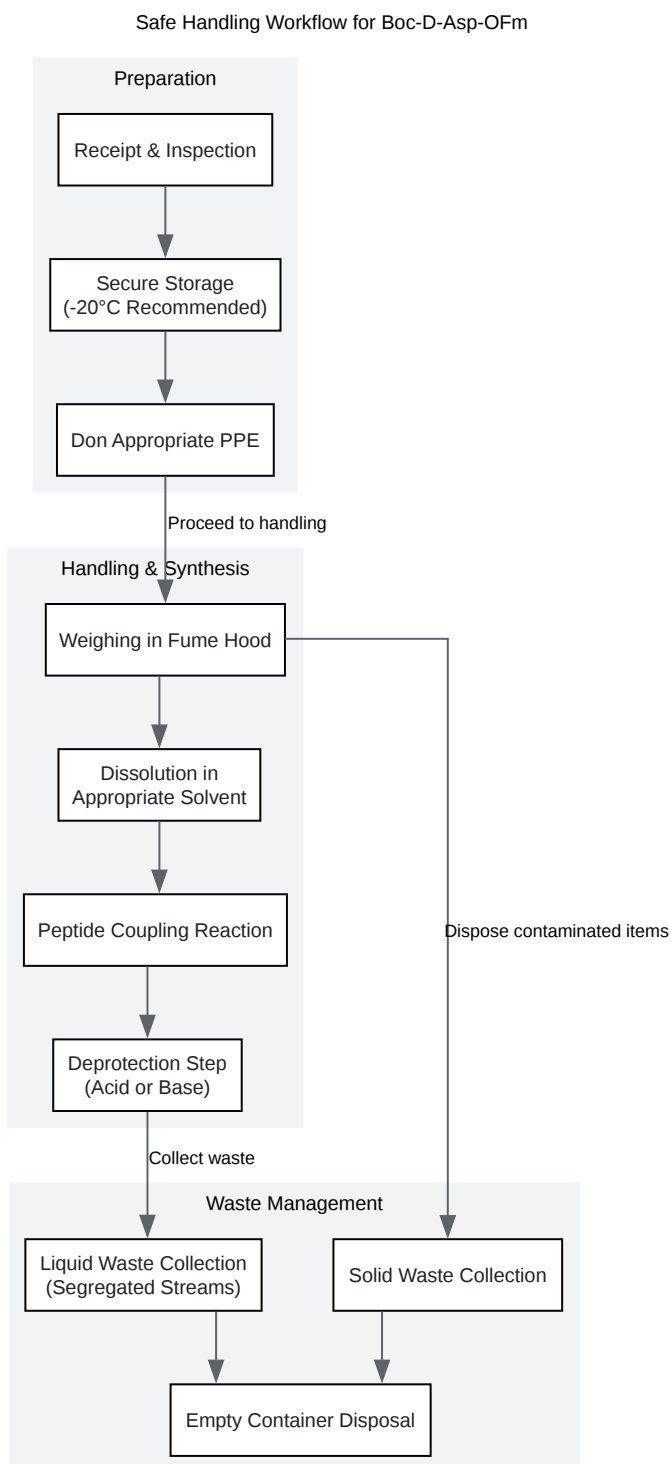 Safe Handling Workflow for Boc-D-Asp-OFm
Preparation
Receipt & Inspection
Secure Storage
(-20°C Recommended)
Don Appropriate PPE
Proceed to handling
Handling & Synthesis
Weighing in Fume Hood
Dissolution in
Appropriate Solvent
Peptide Coupling Reaction
Dispose contaminated items
Deprotection Step
(Acid or Base)
Collect waste
Waste Management
Liquid Waste Collection
(Segregated Streams)
Solid Waste Collection
Empty Container Disposal